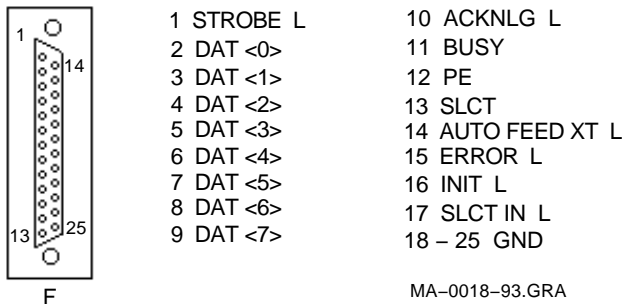 1
14
13
25
F
1 STROBE L
2 DAT <0>
3 DAT <1>
4 DAT <2>
5 DAT <3>
6 DAT <4>
7 DAT <5>
8 DAT <6>
9 DAT <7>
10 ACKNLG L
11 BUSY
12 PE
13 SLCT
14 AUTO FEED XT L
15 ERROR L
16 INIT L
17 SLCT IN L
18 – 25 GND
MA–0018–93.GRA